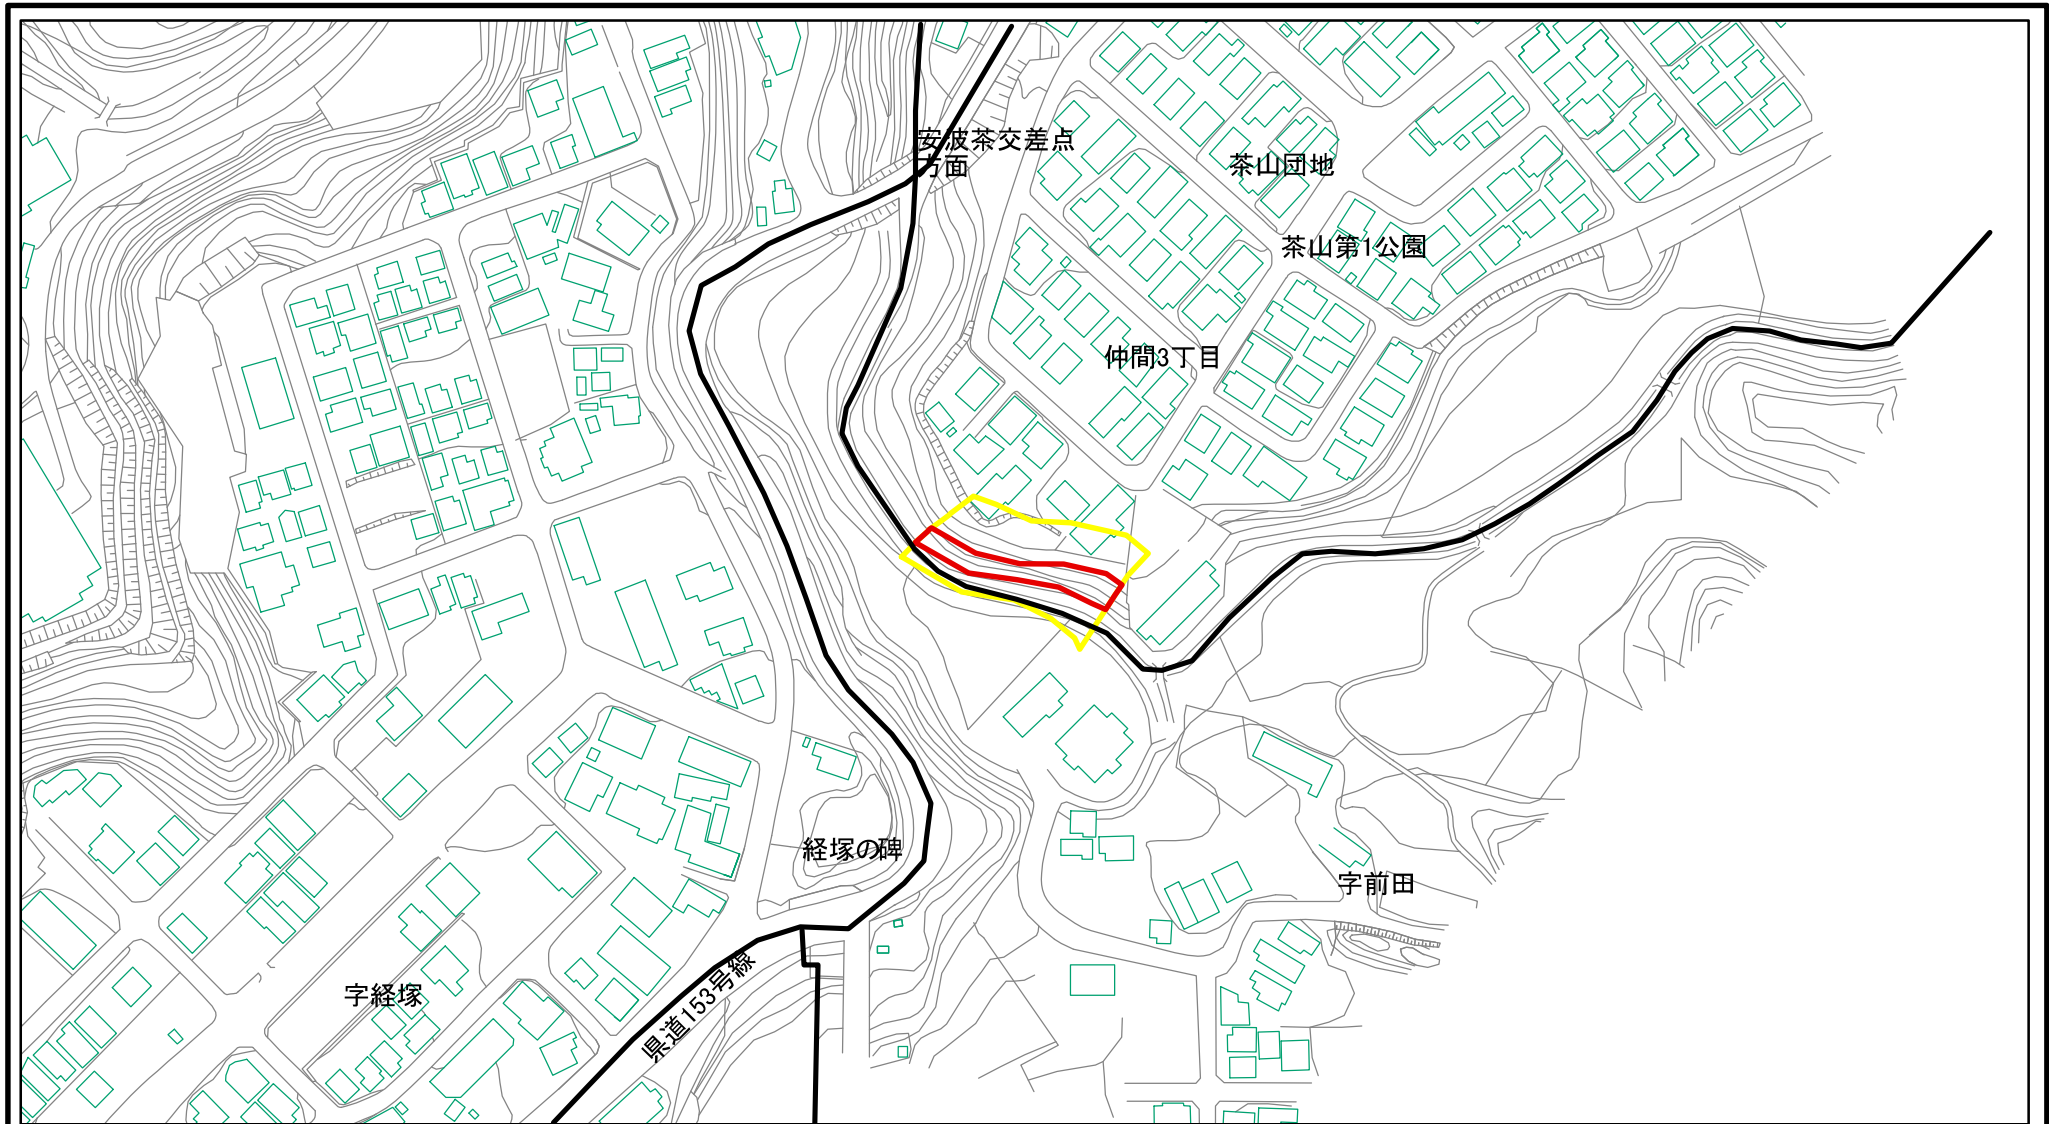 安波茶交差点
方面
茶山団地
茶山第1公園
仲間3丁目
経塚の碑
字前田
県道153号線
字経塚